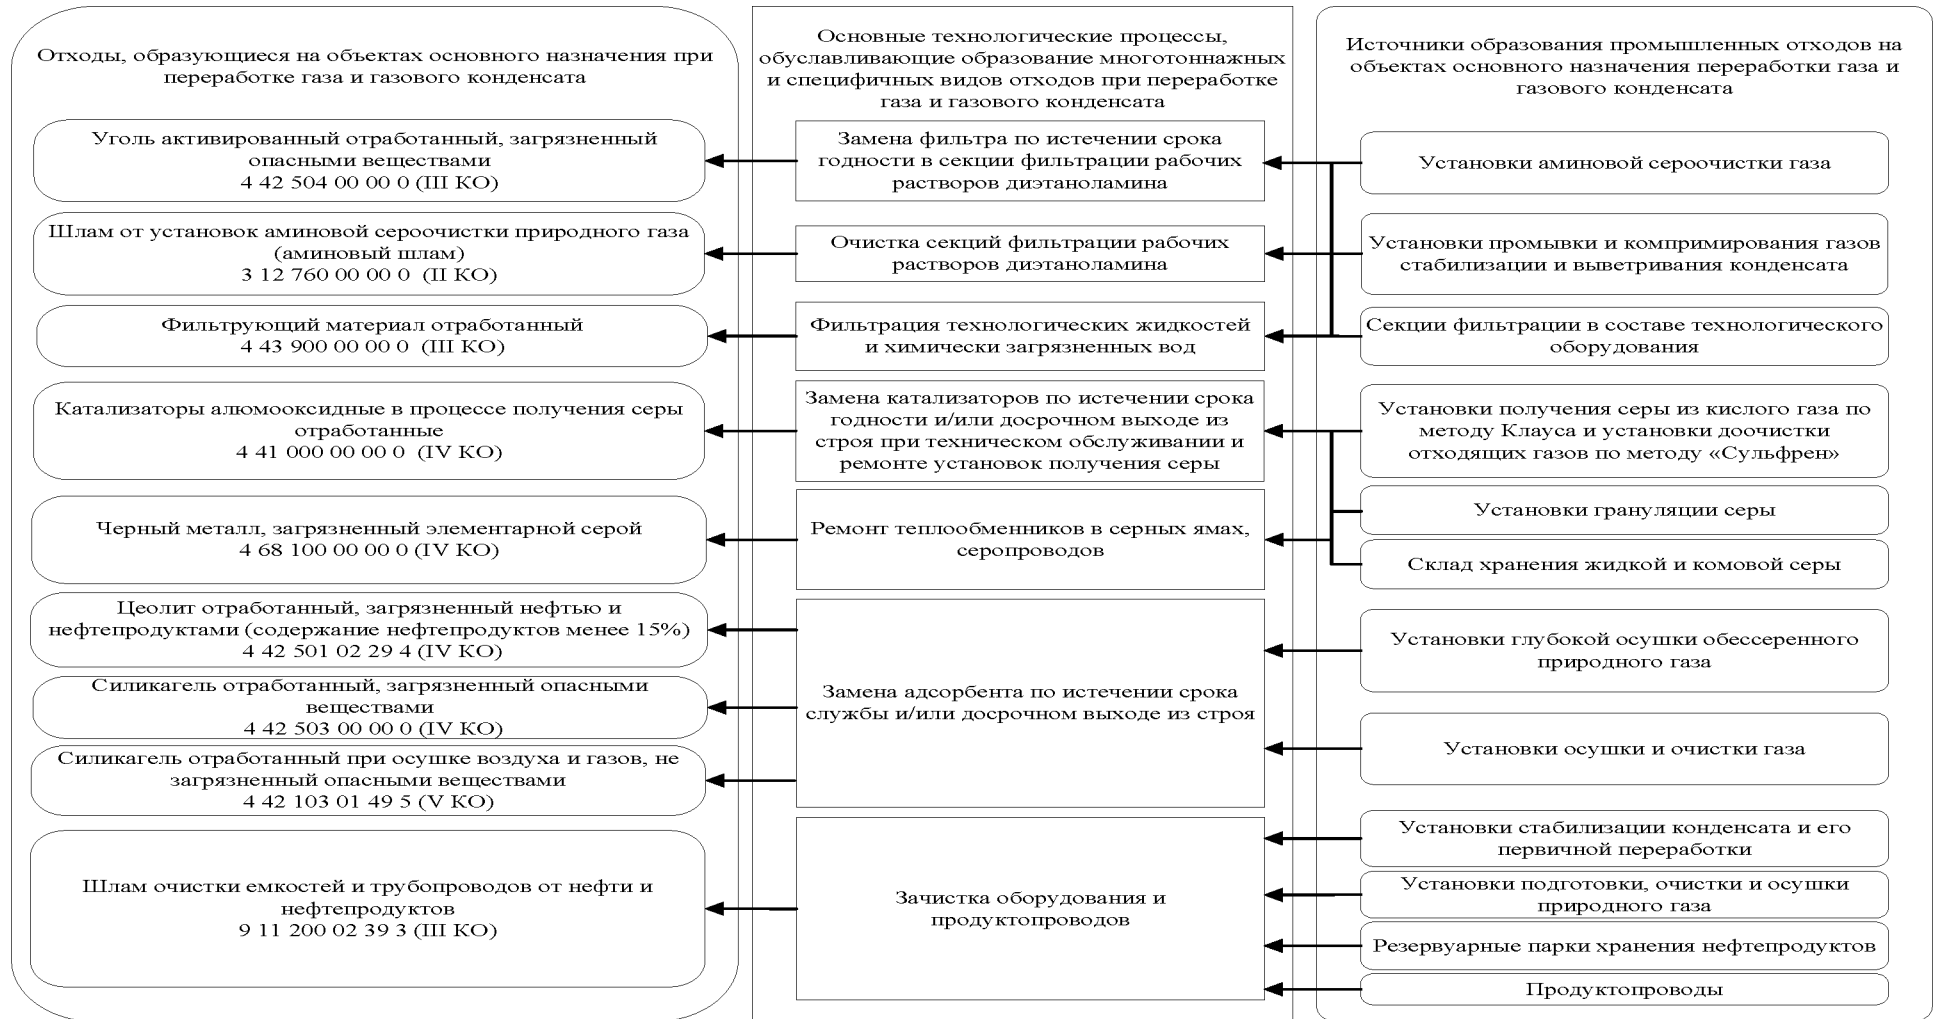 Отходы, образующиеся на объектах основного назначения при
переработке газа и газового конденсата
Уголь активированный отработанный, загрязненный
опасными веществами
4 42 504 00 00 0 (III КО)
Шлам от установок аминовой сероочистки природного газа
(аминовый шлам)
3 12 760 00 00 0 (II КО)
Фильтрующий материал отработанный
4 43 900 00 00 0 (III КО)
Катализаторы алюмооксидные в процессе получения серы
отработанные
4 41 000 00 00 0 (IV КО)
Черный металл, загрязненный элементарной серой
4 68 100 00 00 0 (IV КО)
Цеолит отработанный, загрязненный нефтью и
нефтепродуктами (содержание нефтепродуктов менее 15%)
4 42 501 02 29 4 (IV КО)
Силикагель отработанный, загрязненный опасными
веществами
4 42 503 00 00 0 (IV КО)
Силикагель отработанный при осушке воздуха и газов, не
загрязненный опасными веществами
4 42 103 01 49 5 (V КО)
Шлам очистки емкостей и трубопроводов от нефти и
нефтепродуктов
9 11 200 02 39 3 (III КО)
Основные технологические процессы,
обуславливающие образование многотоннажных
и специфичных видов отходов при переработке
газа и газового конденсата
Замена фильтра по истечении срока
годности в секции фильтрации рабочих
растворов диэтаноламина
Очистка секций фильтрации рабочих
растворов диэтаноламина
Фильтрация технологических жидкостей
и химически загрязненных вод
Замена катализаторов по истечении срока
годности и/или досрочном выходе из
строя при техническом обслуживании и
ремонте установок получения серы
Ремонт теплообменников в серных ямах,
серопроводов
Замена адсорбента по истечении срока
службы и/или досрочном выходе из строя
Зачистка оборудования и
продуктопроводов
Источники образования промышленных отходов на
объектах основного назначения переработки газа и
газового конденсата
Установки аминовой сероочистки газа
Установки промывки и компримирования газов
стабилизации и выветривания конденсата
Секции фильтрации в составе технологического
оборудования
Установки получения серы из кислого газа по
методу Клауса и установки доочистки
отходящих газов по методу «Сульфрен»
Установки грануляции серы
Склад хранения жидкой и комовой серы
Установки глубокой осушки обессеренного
природного газа
Установки осушки и очистки газа
Установки стабилизации конденсата и его
первичной переработки
Установки подготовки, очистки и осушки
природного газа
Резервуарные парки хранения нефтепродуктов
Продуктопроводы